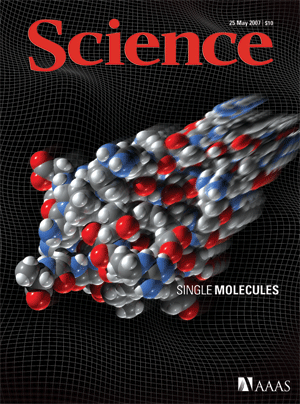 25 May 2007 | $10
Science
SINGLE MOLECULES
AAAS